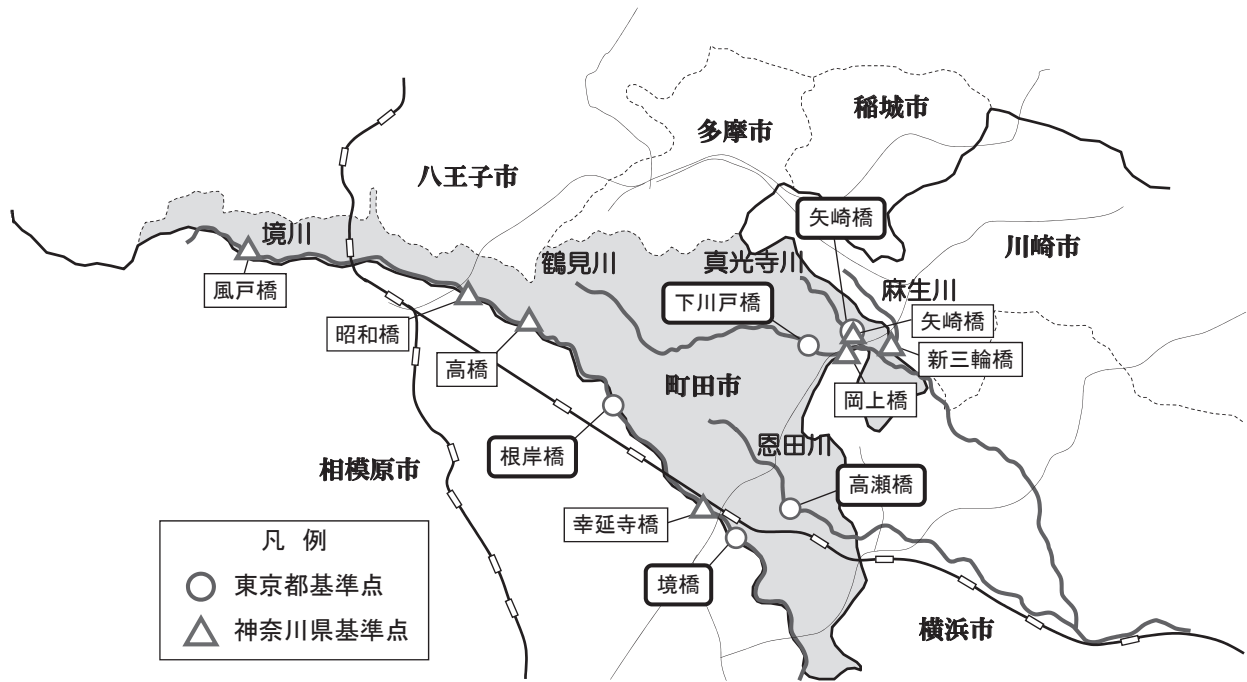 稲城市
多摩市
八王子市
矢崎橋
境川
川崎市
鶴見川
真光寺川
麻生川
風戸橋
下川戸橋
矢崎橋
昭和橋
新三輪橋
高橋
町田市
岡上橋
恩田川
根岸橋
相模原市
高瀬橋
幸延寺橋
凡 例
東京都基準点
境橋
神奈川県基準点
横浜市